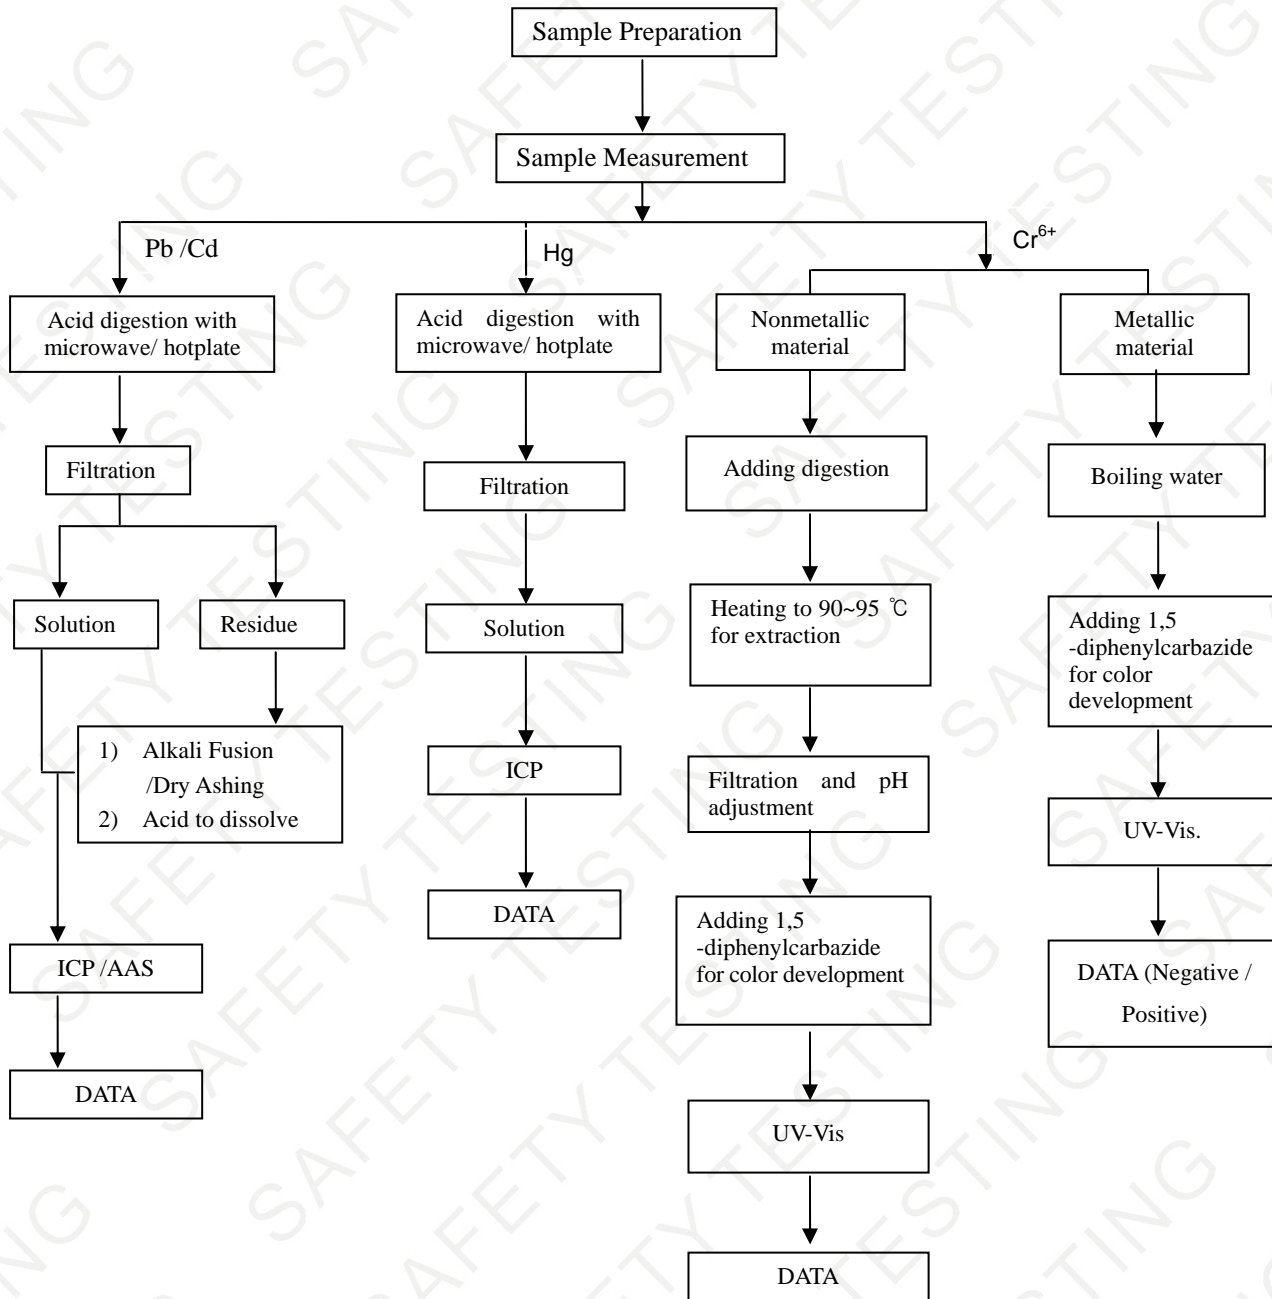 Sample Preparation
Sample Measurement
Pb /Cd
Hg
Cr6+
Acid digestion with
microwave/ hotplate
Acid digestion with
microwave/ hotplate
Nonmetallic
material
Metallic
material
Filtration
Filtration
Adding digestion
Boiling water
Solution
Residue
Solution
Heating to 90~95 ℃
for extraction
Adding 1,5
-diphenylcarbazide
for color
development
1) Alkali Fusion
/Dry Ashing
2) Acid to dissolve
ICP
Filtration and pH
adjustment
UV-Vis.
ICP /AAS
DATA
Adding 1,5
-diphenylcarbazide
for color development
DATA (Negative /
Positive)
DATA
UV-Vis
DATA
SAFETY TESTING